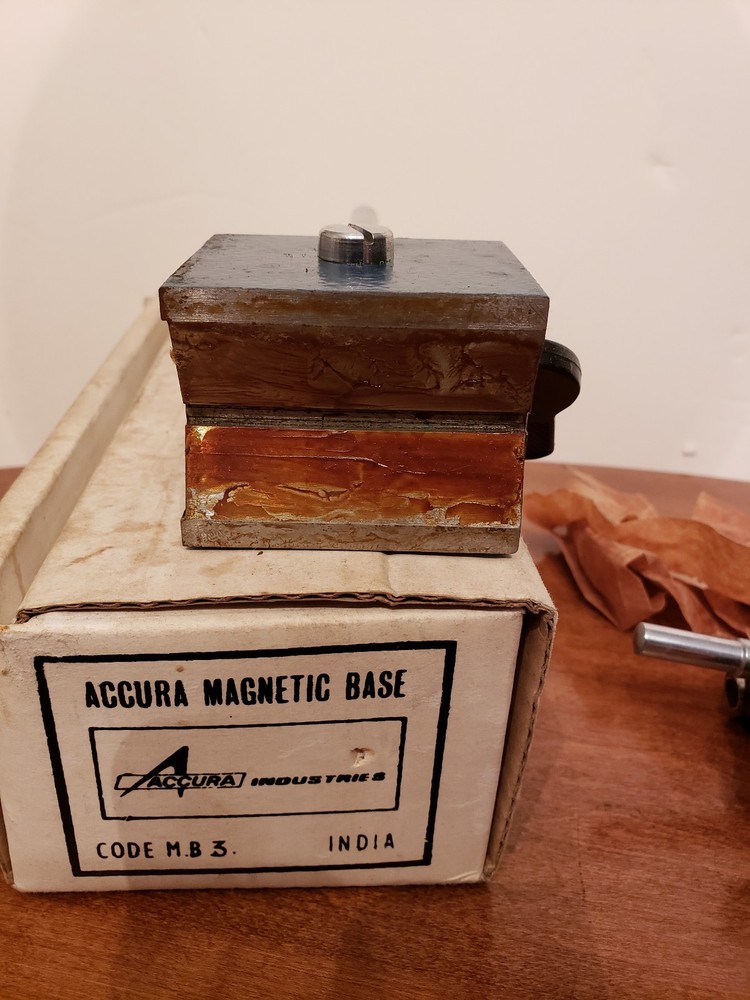 ACCURA MAGNETIC BASE
ACCURA INDUSTRIES
CODE M.B 3. INDIA